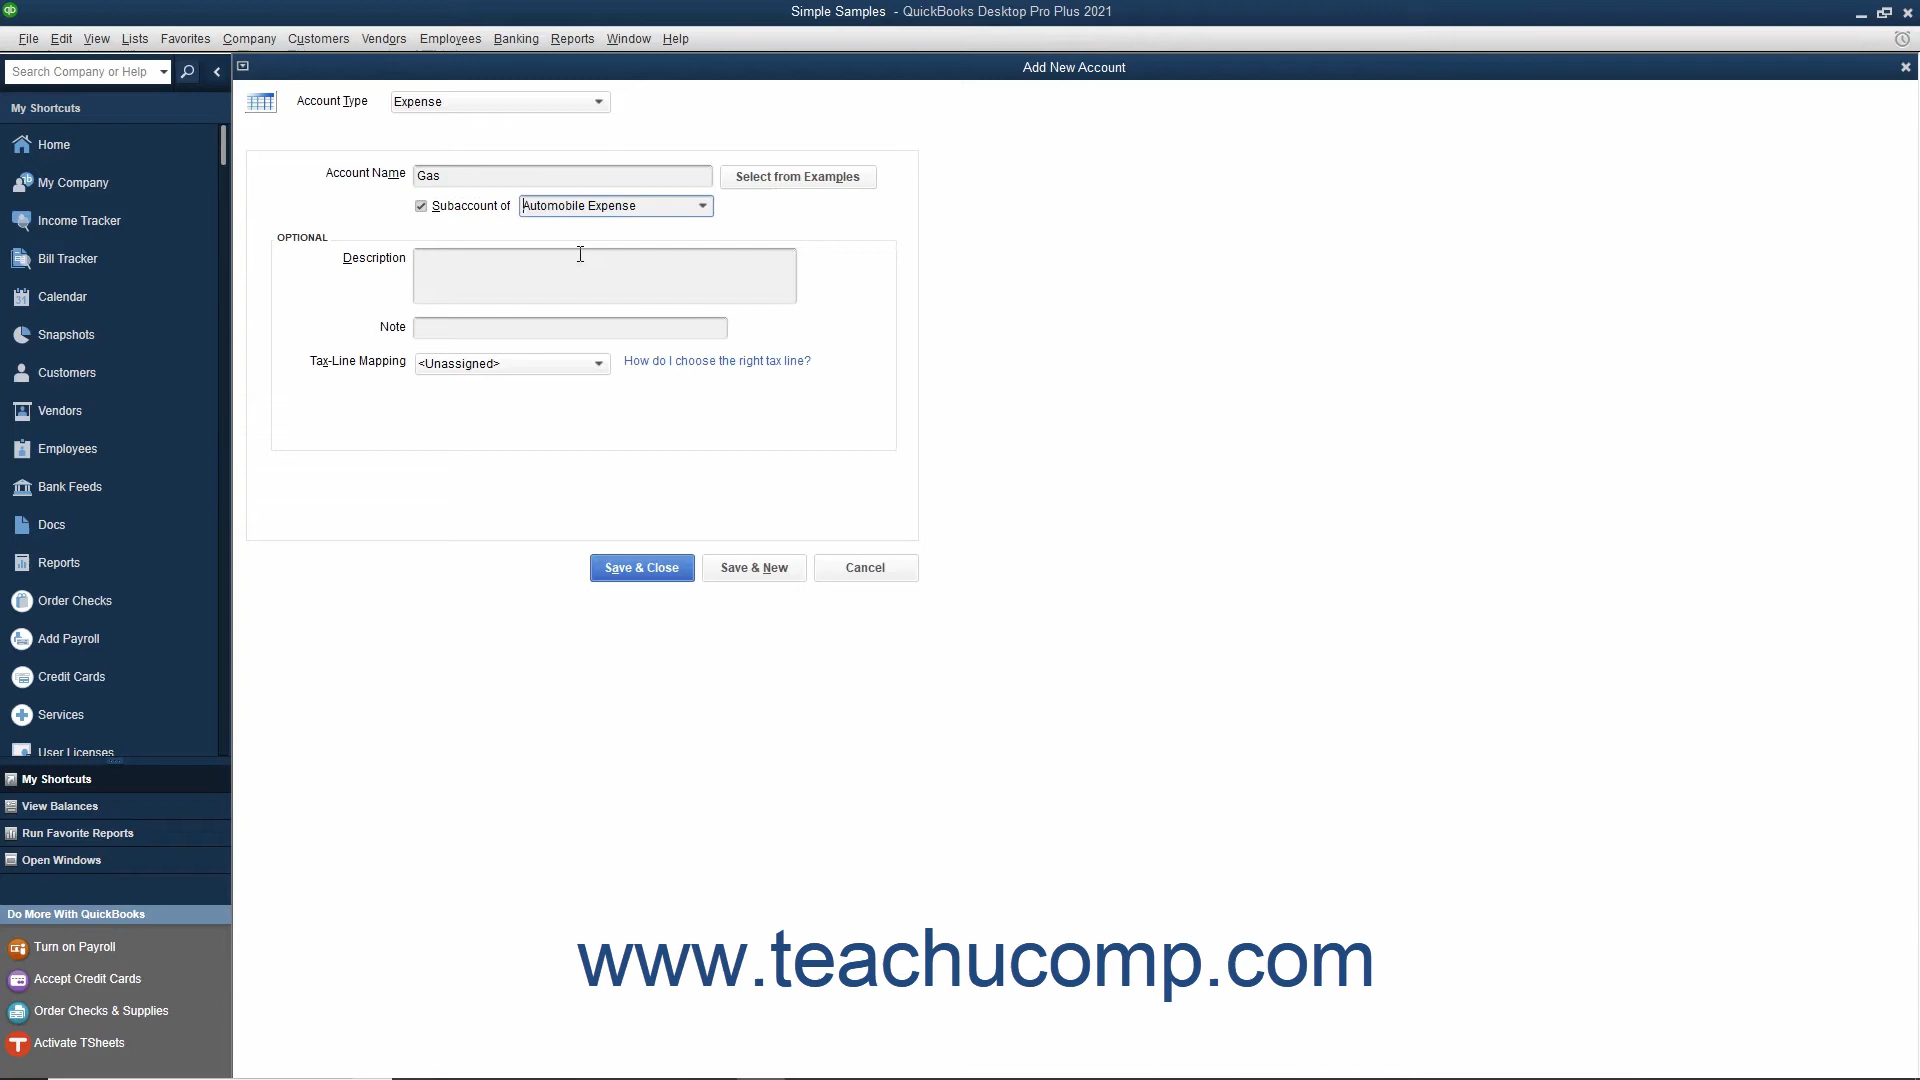 Simple Samples - QuickBooks Desktop Pro Plus 2021
File Edit View Lists Favorites Company Customers Vendors Employees Banking Reports Window Help
Search Company or Help
Add New Account
My Shortcuts
Account Type Expense
Home
My Company
Income Tracker
Bill Tracker
31 Calendar
Snapshots
Customers
Vendors
Employees
Bank Feeds
Docs
Reports
Order Checks
Add Payroll
Credit Cards
Services
User Licenses
Account Name Gas Select from Examples
Subaccount of Automobile Expense
OPTIONAL
Description
Note
Tax-Line Mapping <Unassigned> How do I choose the right tax line?
Save & Close Save & New Cancel
My Shortcuts
View Balances
Run Favorite Reports
Open Windows
Do More With QuickBooks
Turn on Payroll
Accept Credit Cards
Order Checks & Supplies
Activate TSheets
www.teachucomp.com